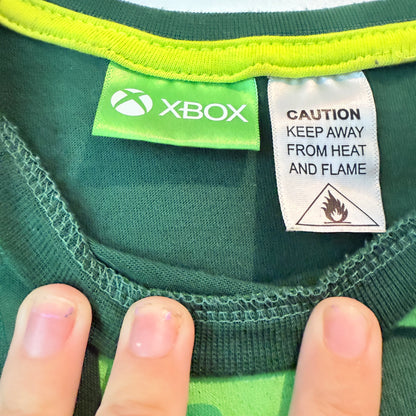 XBOX
CAUTION
KEEP AWAY
FROM HEAT
AND FLAME